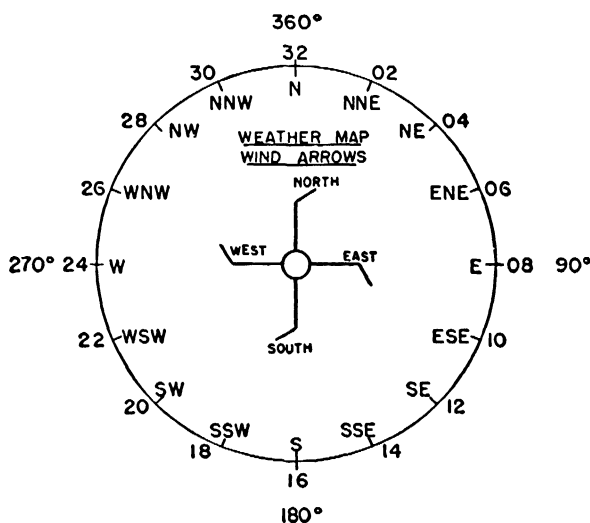 360°
32
30 02
N
NNW NNE
28 NW NE 04
WEATHER MAP
WIND ARROWS
NORTH
26 WNW ENE 06
WEST EAST
270° 24 W E 08 90°
22 WSW ESE 10
SOUTH
20 SW SE 12
18 SSW S SSE 14
16
180°